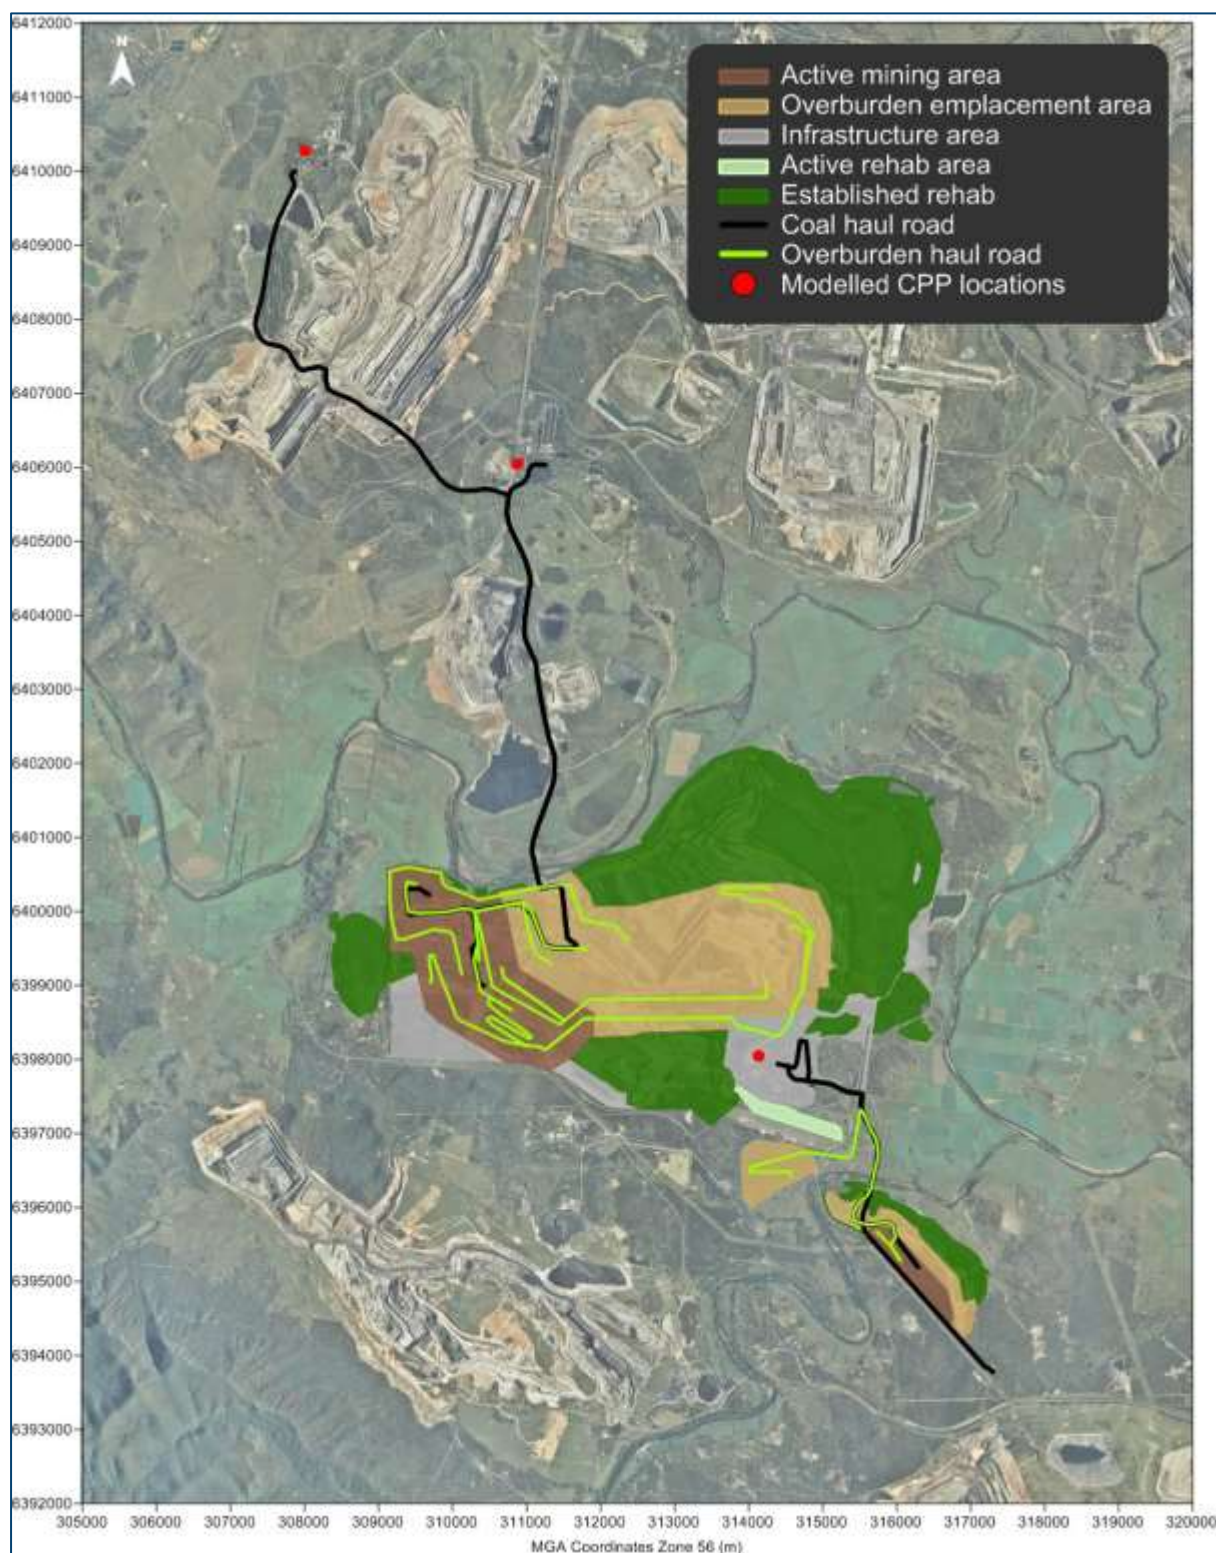 N
Active mining area
Overburden emplacement area
Infrastructure area
Active rehab area
Established rehab
Coal haul road
Overburden haul road
Modelled CPP locations
6412000
6411000
6410000
6409000
6408000
6407000
6406000
6405000
6404000
6403000
6402000
6401000
6400000
6399000
6398000
6397000
6396000
6395000
6394000
6393000
6392000
305000 306000 307000 308000 309000 310000 311000 312000 313000 314000 315000 316000 317000 318000 319000 320000
MGA Coordinates Zone 56 (m)